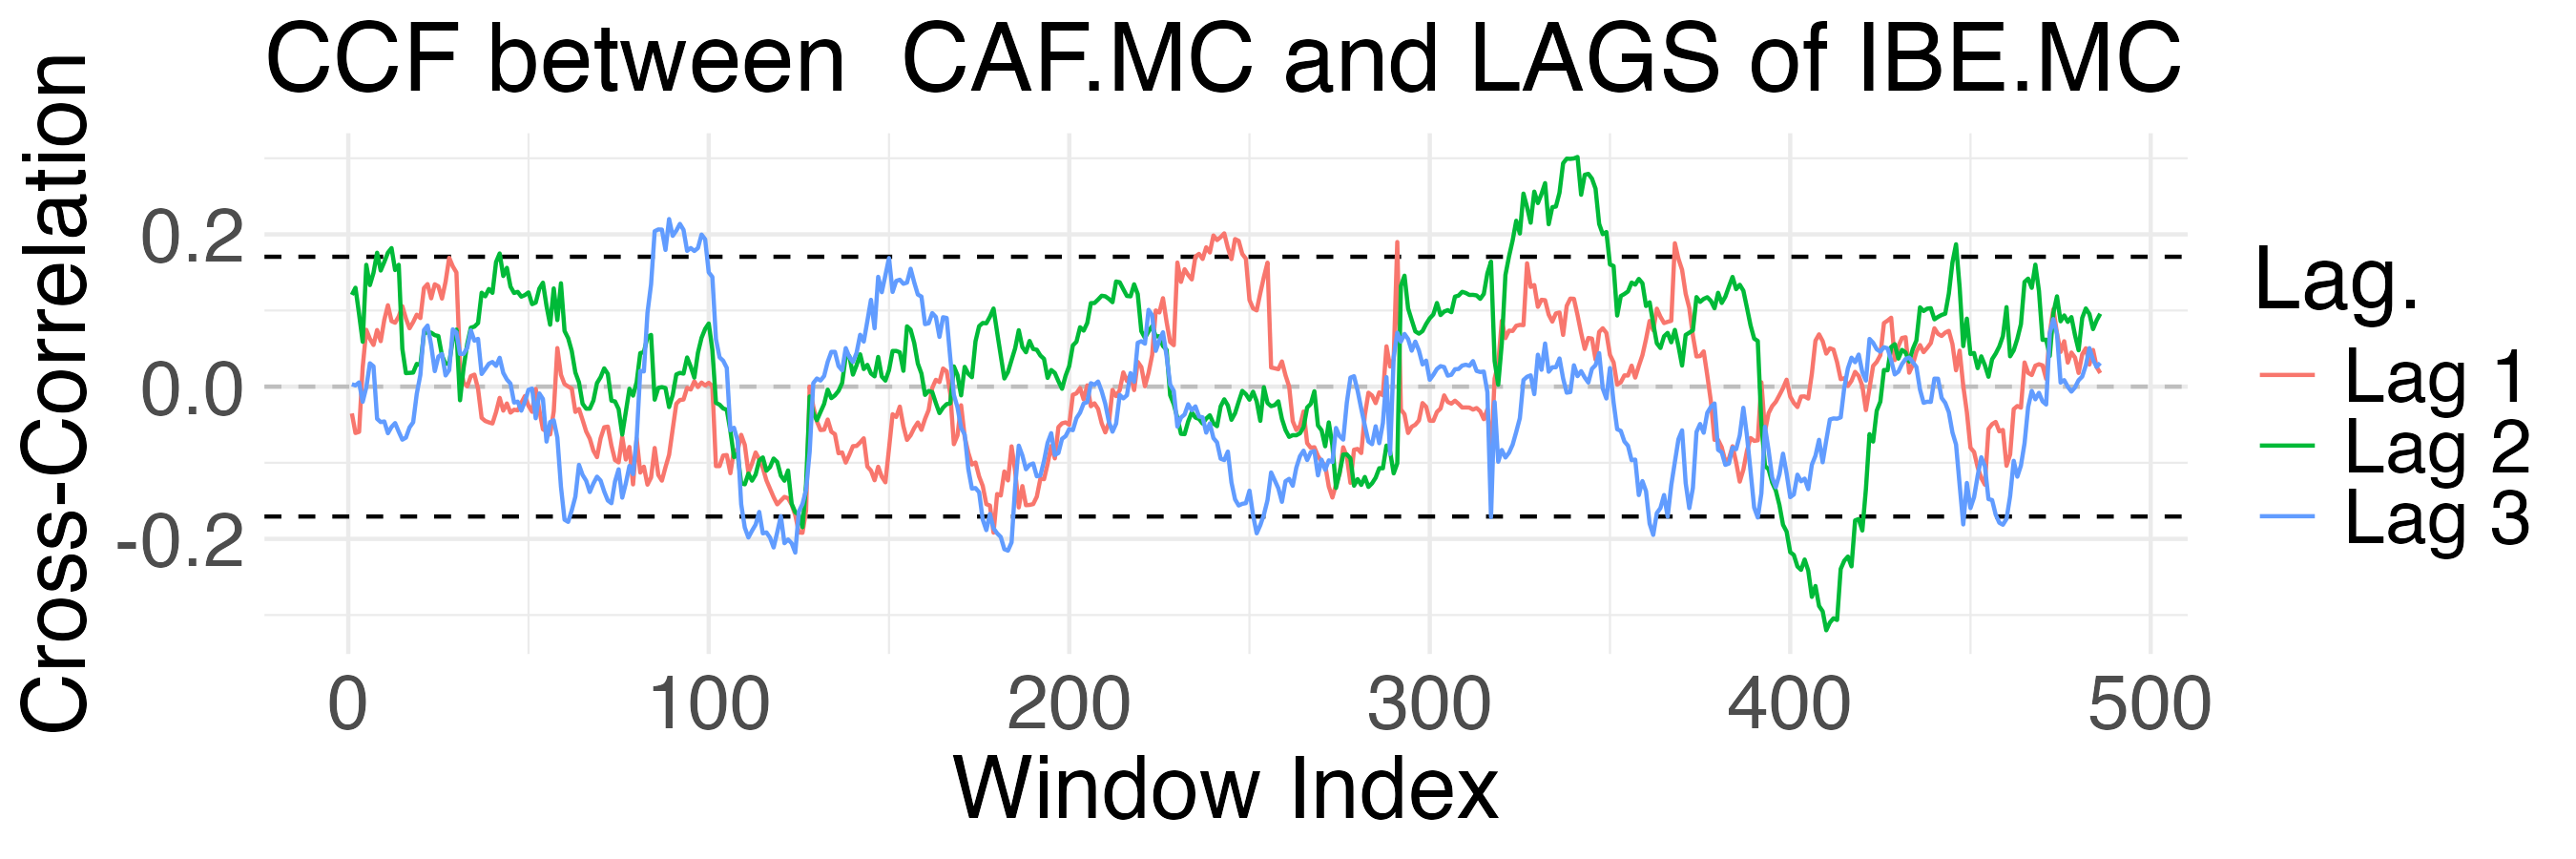 CCF between  CAF.MC and LAGS of IBE.MC
Cross-Correlation
0.2
0.0
-0.2
0 100 200 300 400 500
Window Index
Lag.
Lag 1
Lag 2
Lag 3